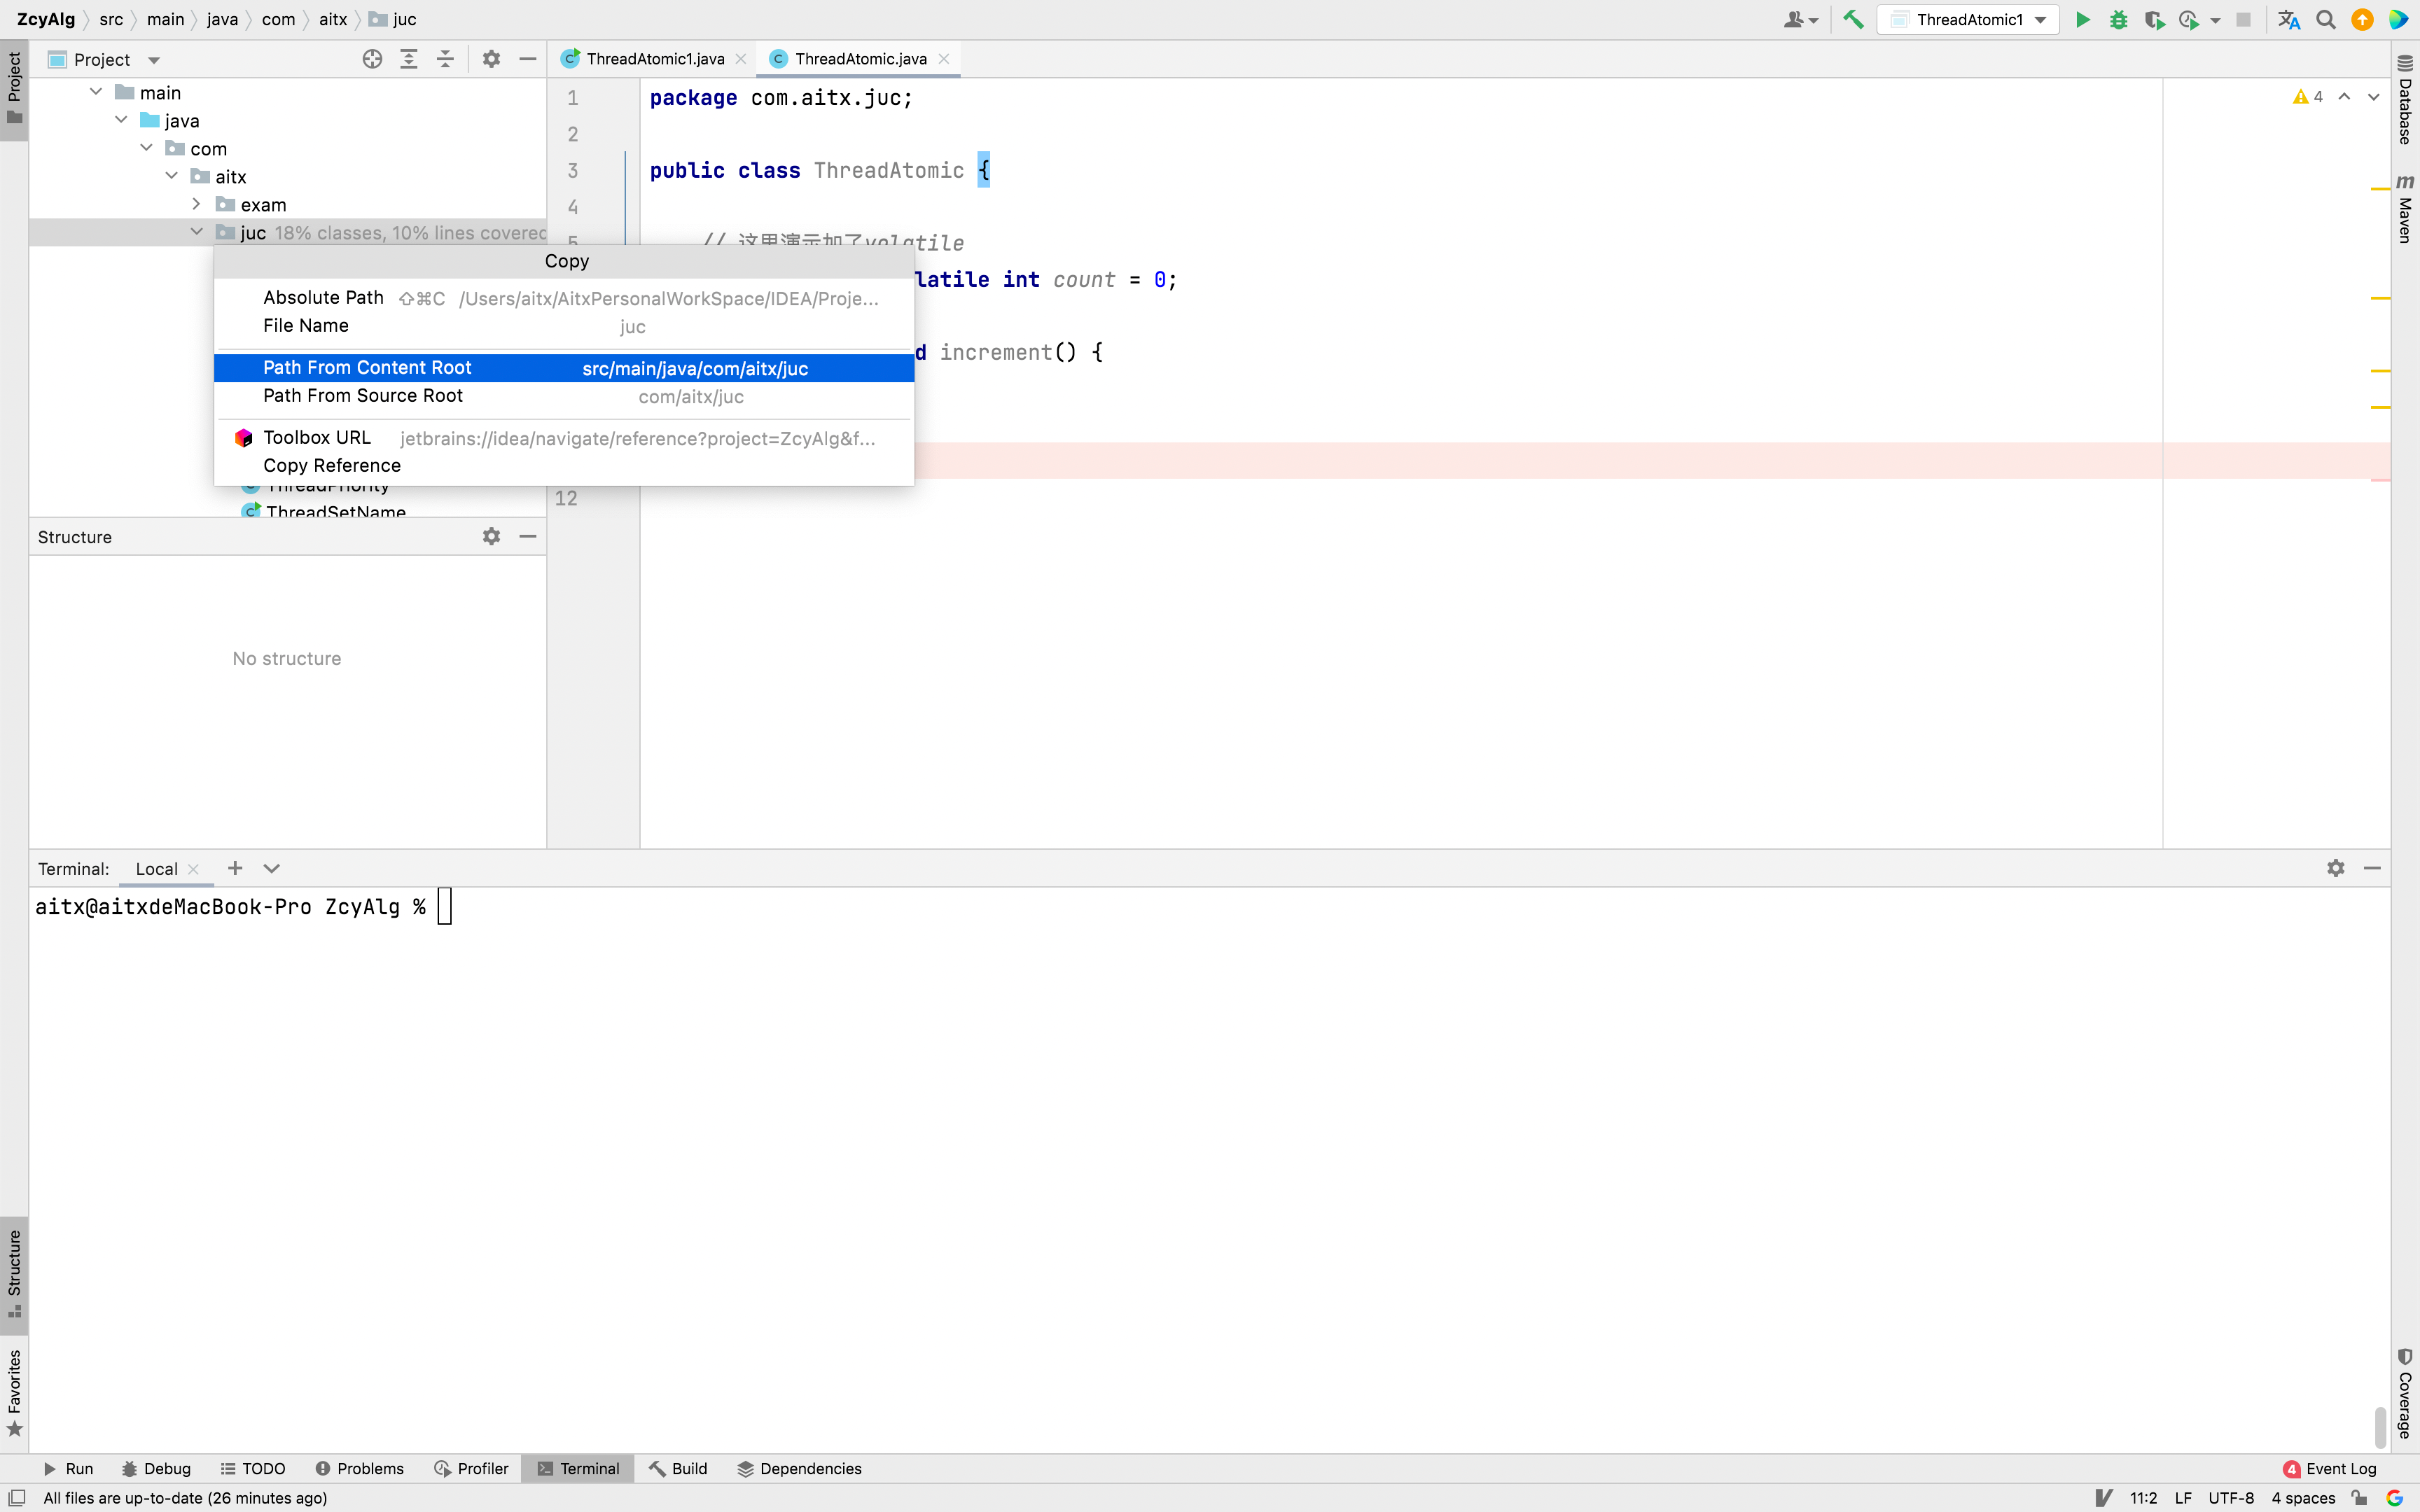 ZcyAlg src main java com aitx juc
ThreadAtomic1
Project
ThreadAtomic1.java
ThreadAtomic.java
Project
main
java
com
aitx
exam
juc 18% classes, 10% lines covered
Copy
Absolute Path ⇧⌘C /Users/aitx/AitxPersonalWorkSpace/IDEA/Proje...
File Name juc
Path From Content Root src/main/java/com/aitx/juc
Path From Source Root com/aitx/juc
Toolbox URL jetbrains://idea/navigate/reference?project=ZcyAlg&f...
Copy Reference
ThreadPriority
ThreadSetName
1 package com.aitx.juc;
2
3 public class ThreadAtomic {
4
5 // 这里演示加了volatile
latile int count = 0;
d increment() {
12
4
Database
Maven
Structure
No structure
Terminal: Local
aitx@aitxdeMacBook-Pro ZcyAlg %
Structure
Favorites
Coverage
Run Debug TODO Problems Profiler Terminal Build Dependencies
4 Event Log
All files are up-to-date (26 minutes ago)
11:2 LF UTF-8 4 spaces